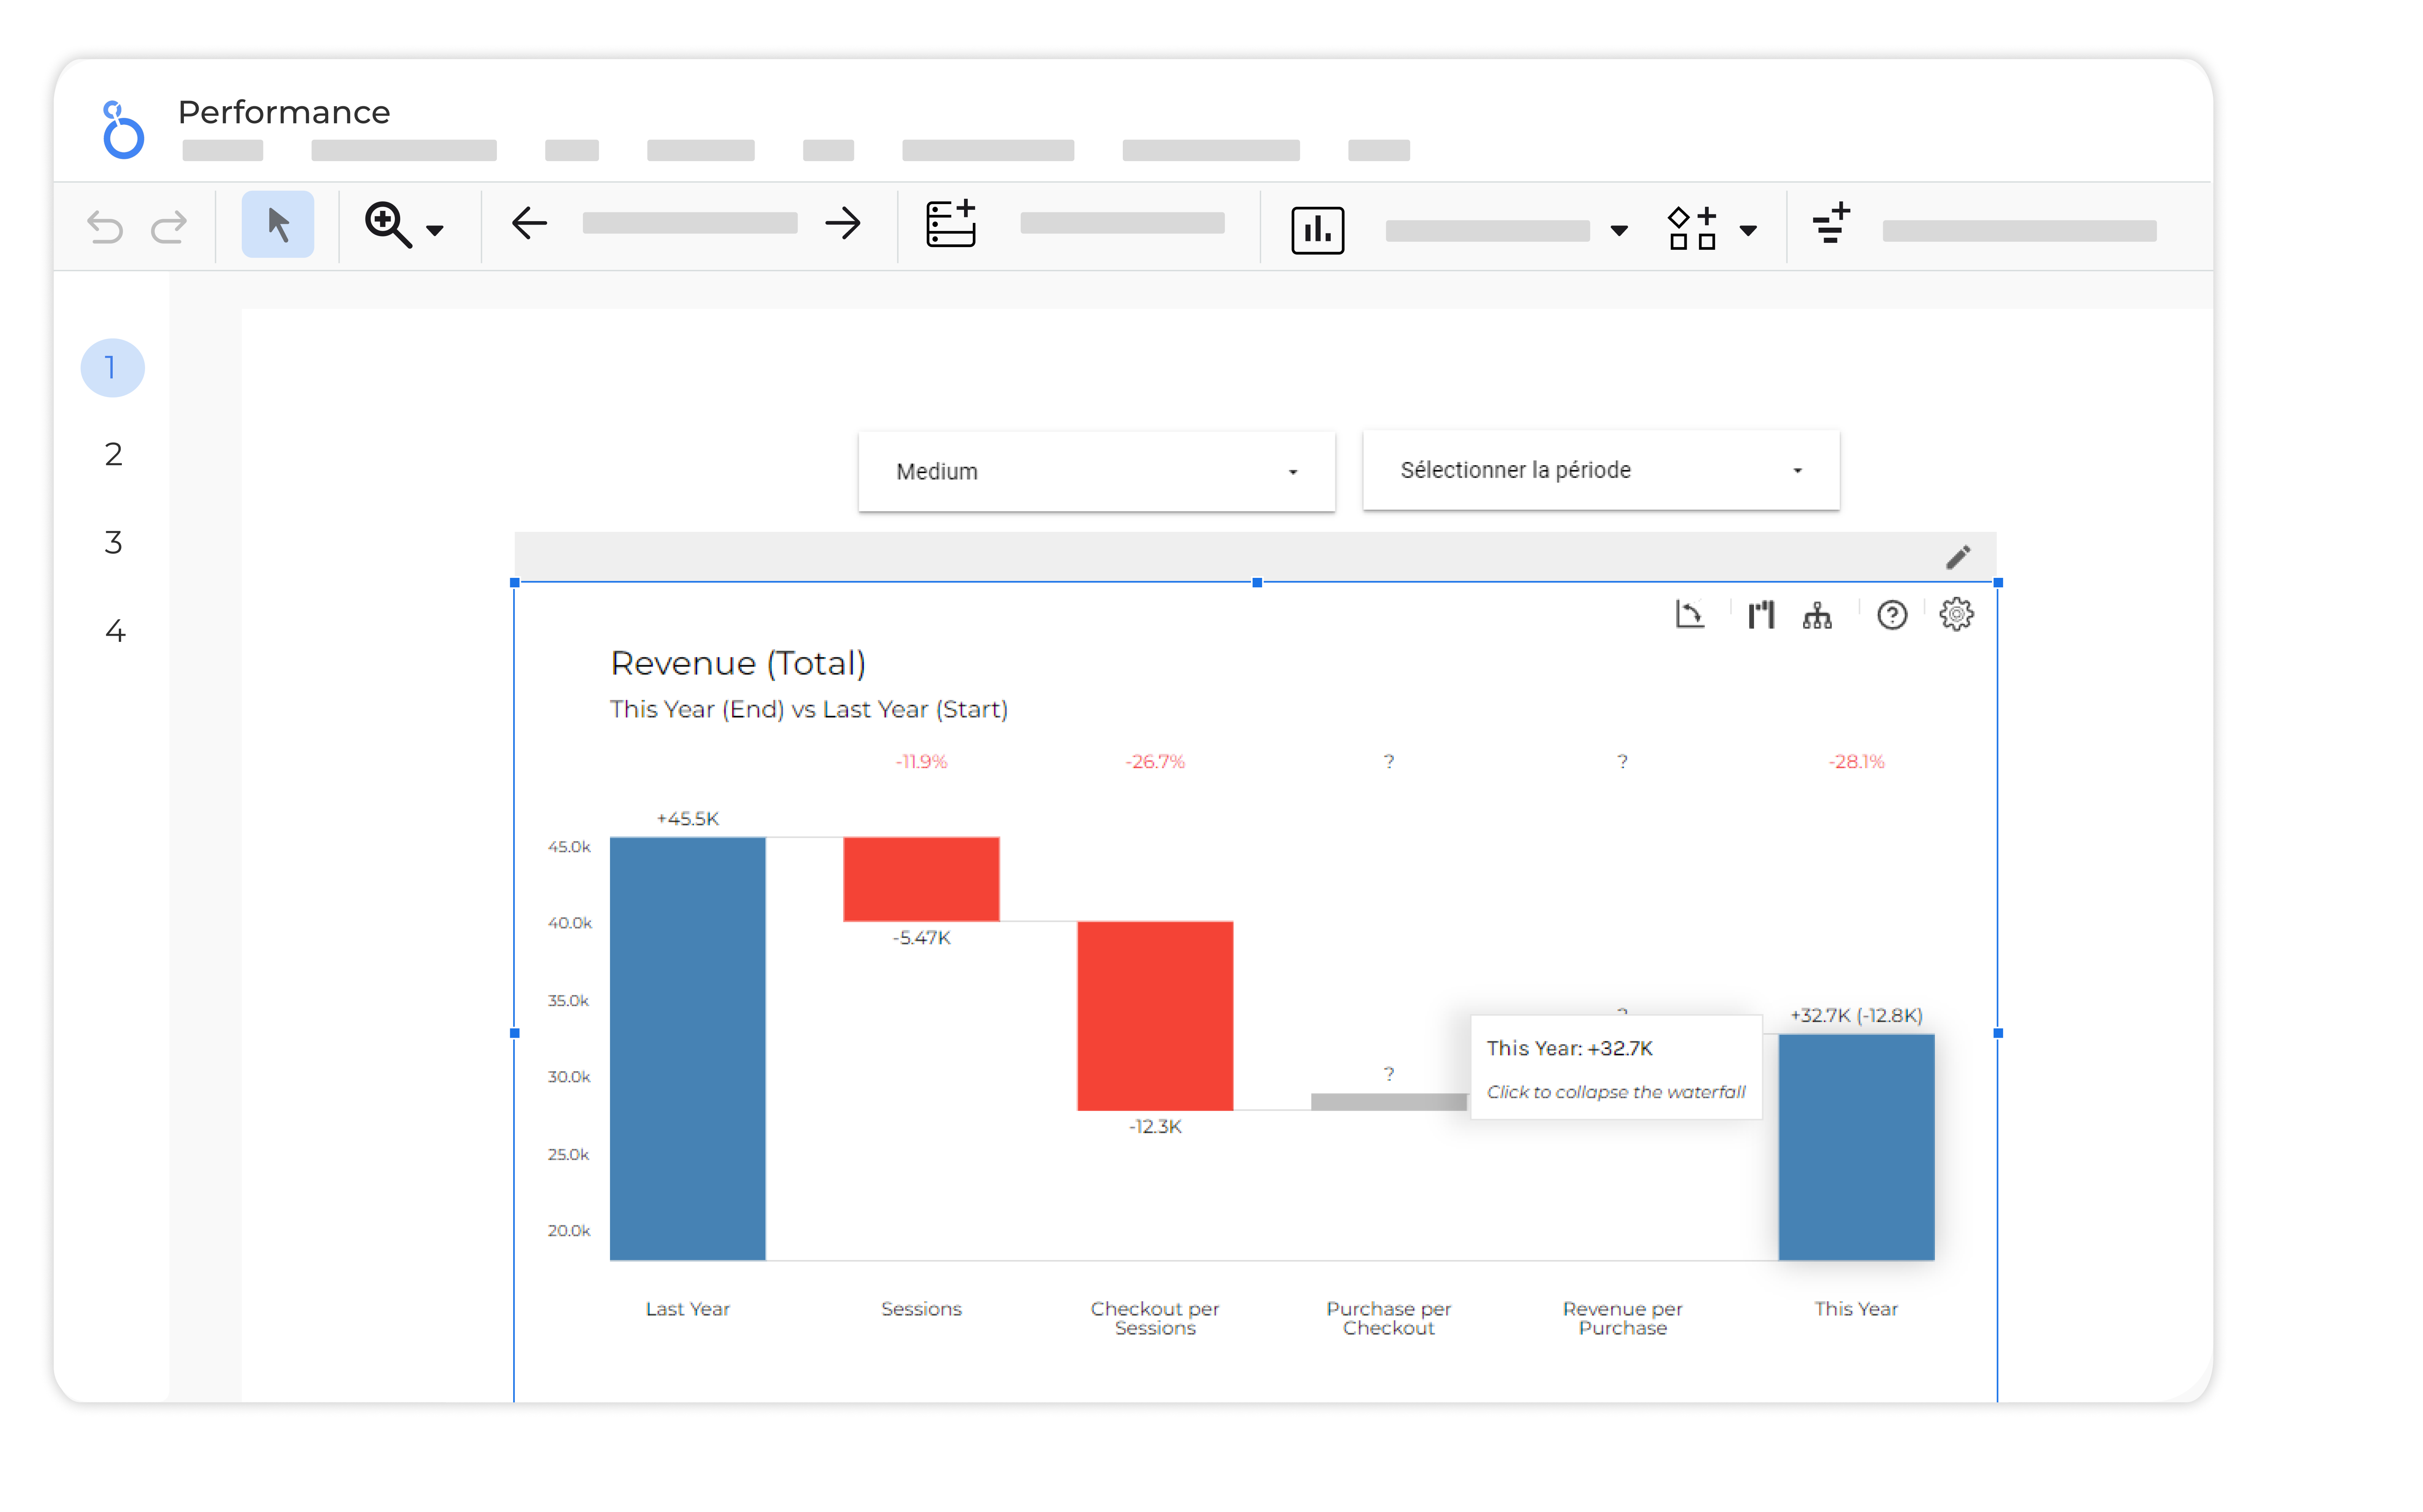 Performance
1
2
3
4
Medium
Sélectionner la période
Revenue (Total)
This Year (End) vs Last Year (Start)
-11.9%
-26.7%
?
?
-28.1%
+45.5K
45.0k
40.0k
-5.47K
35.0k
?
+32.7K (-12.8K)
This Year: +32.7K
30.0k
?
Click to collapse the waterfall
-12.3K
25.0k
20.0k
Last Year
Sessions
Checkout per
Sessions
Purchase per
Checkout
Revenue per
Purchase
This Year